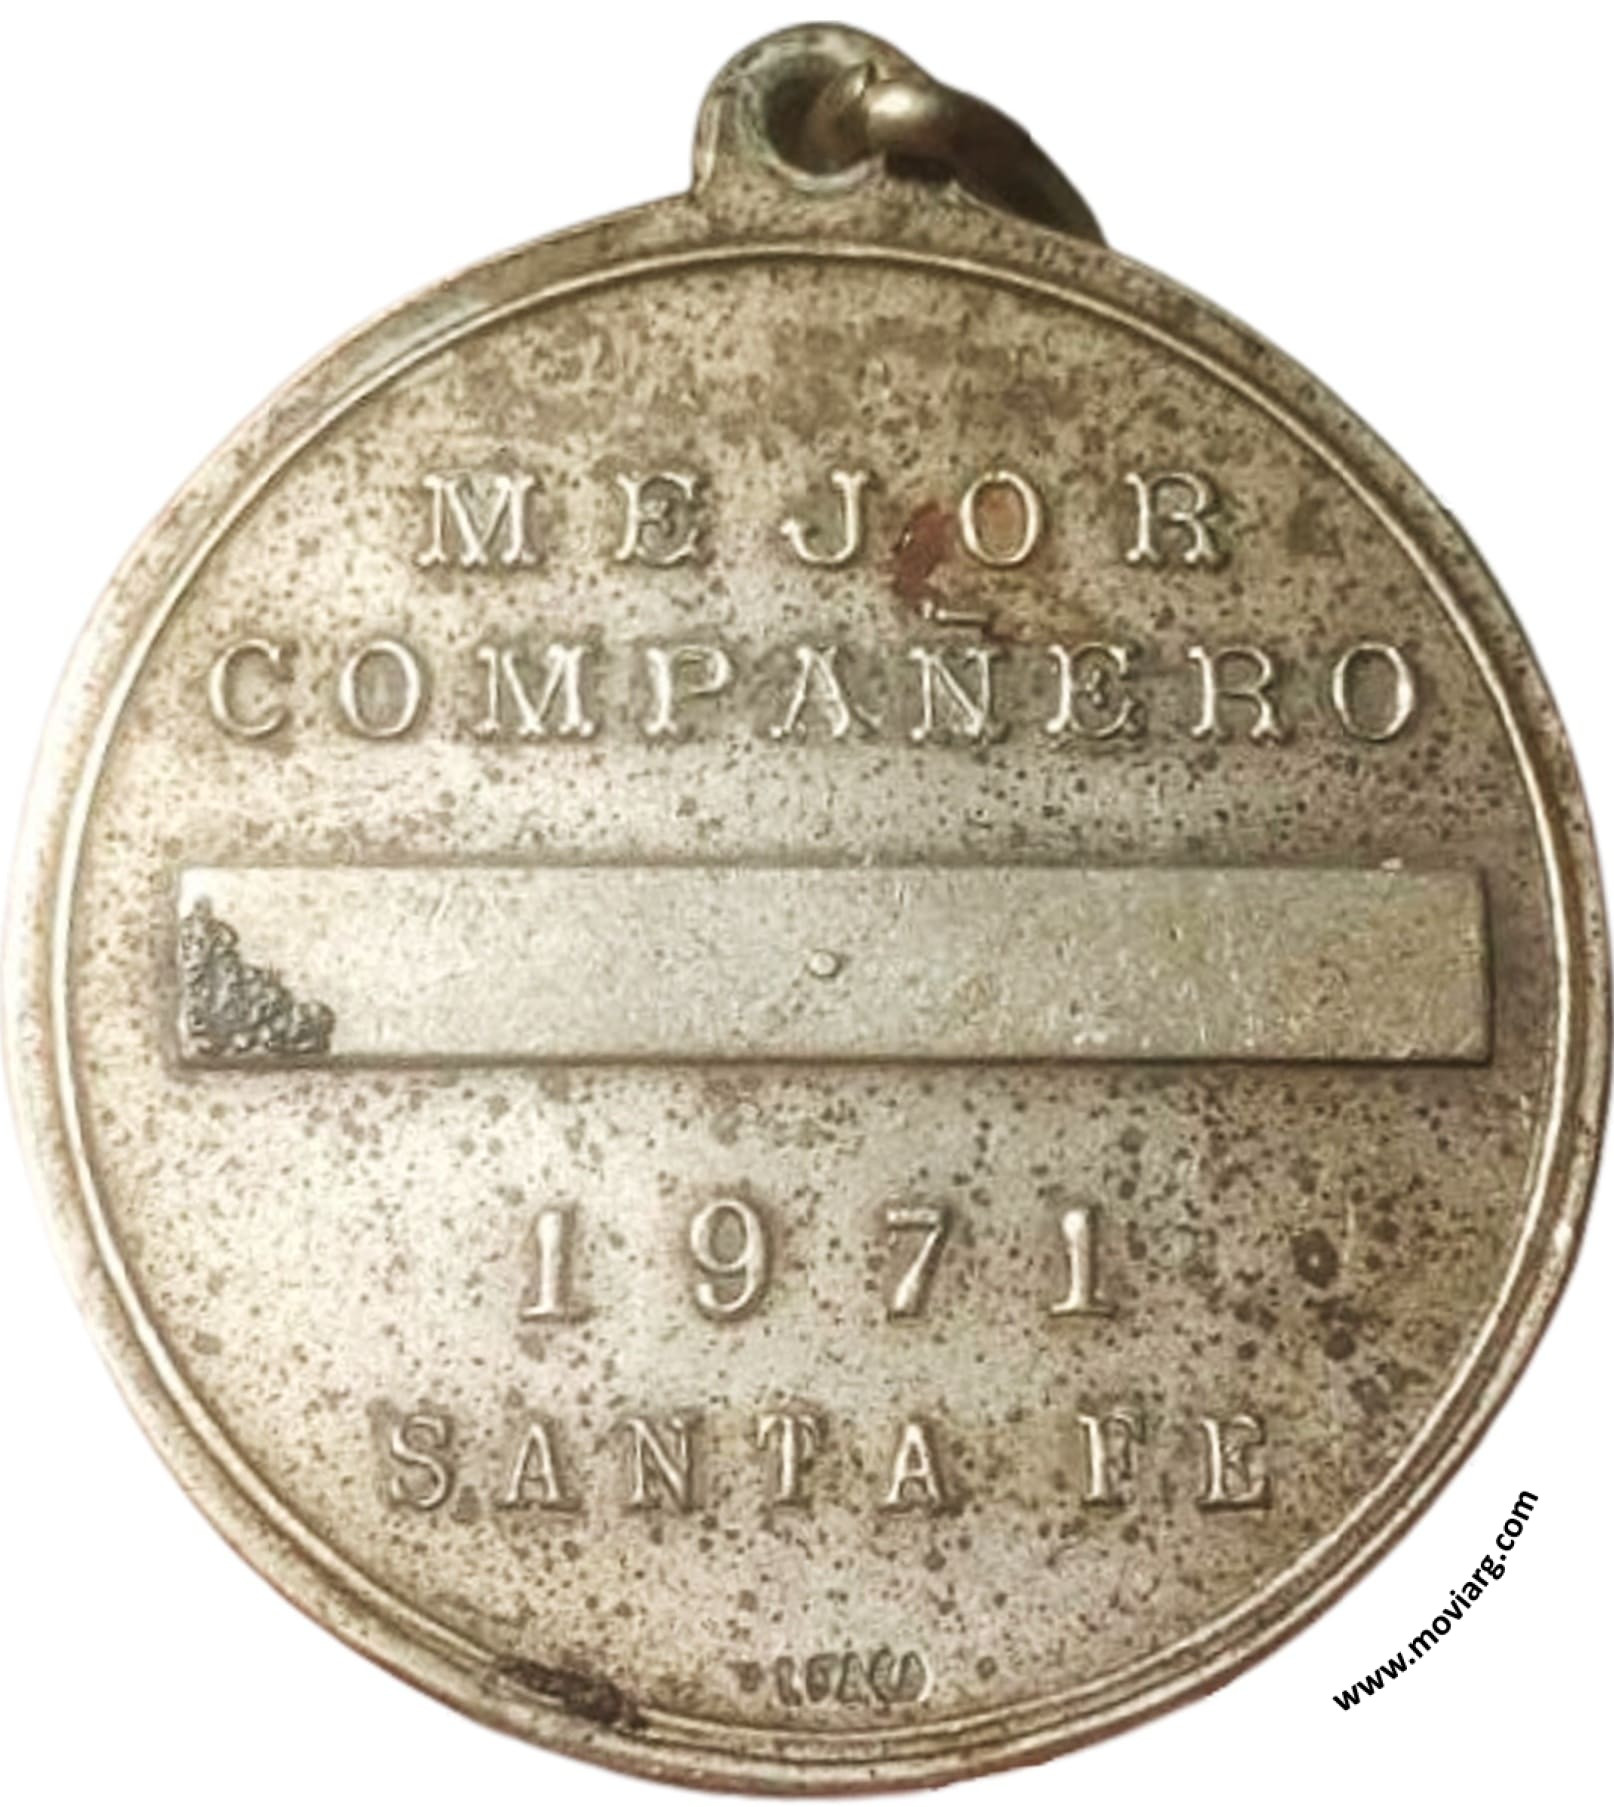 MEJOR
COMPAÑERO
1971
SANTA FE
www.moviarg.com